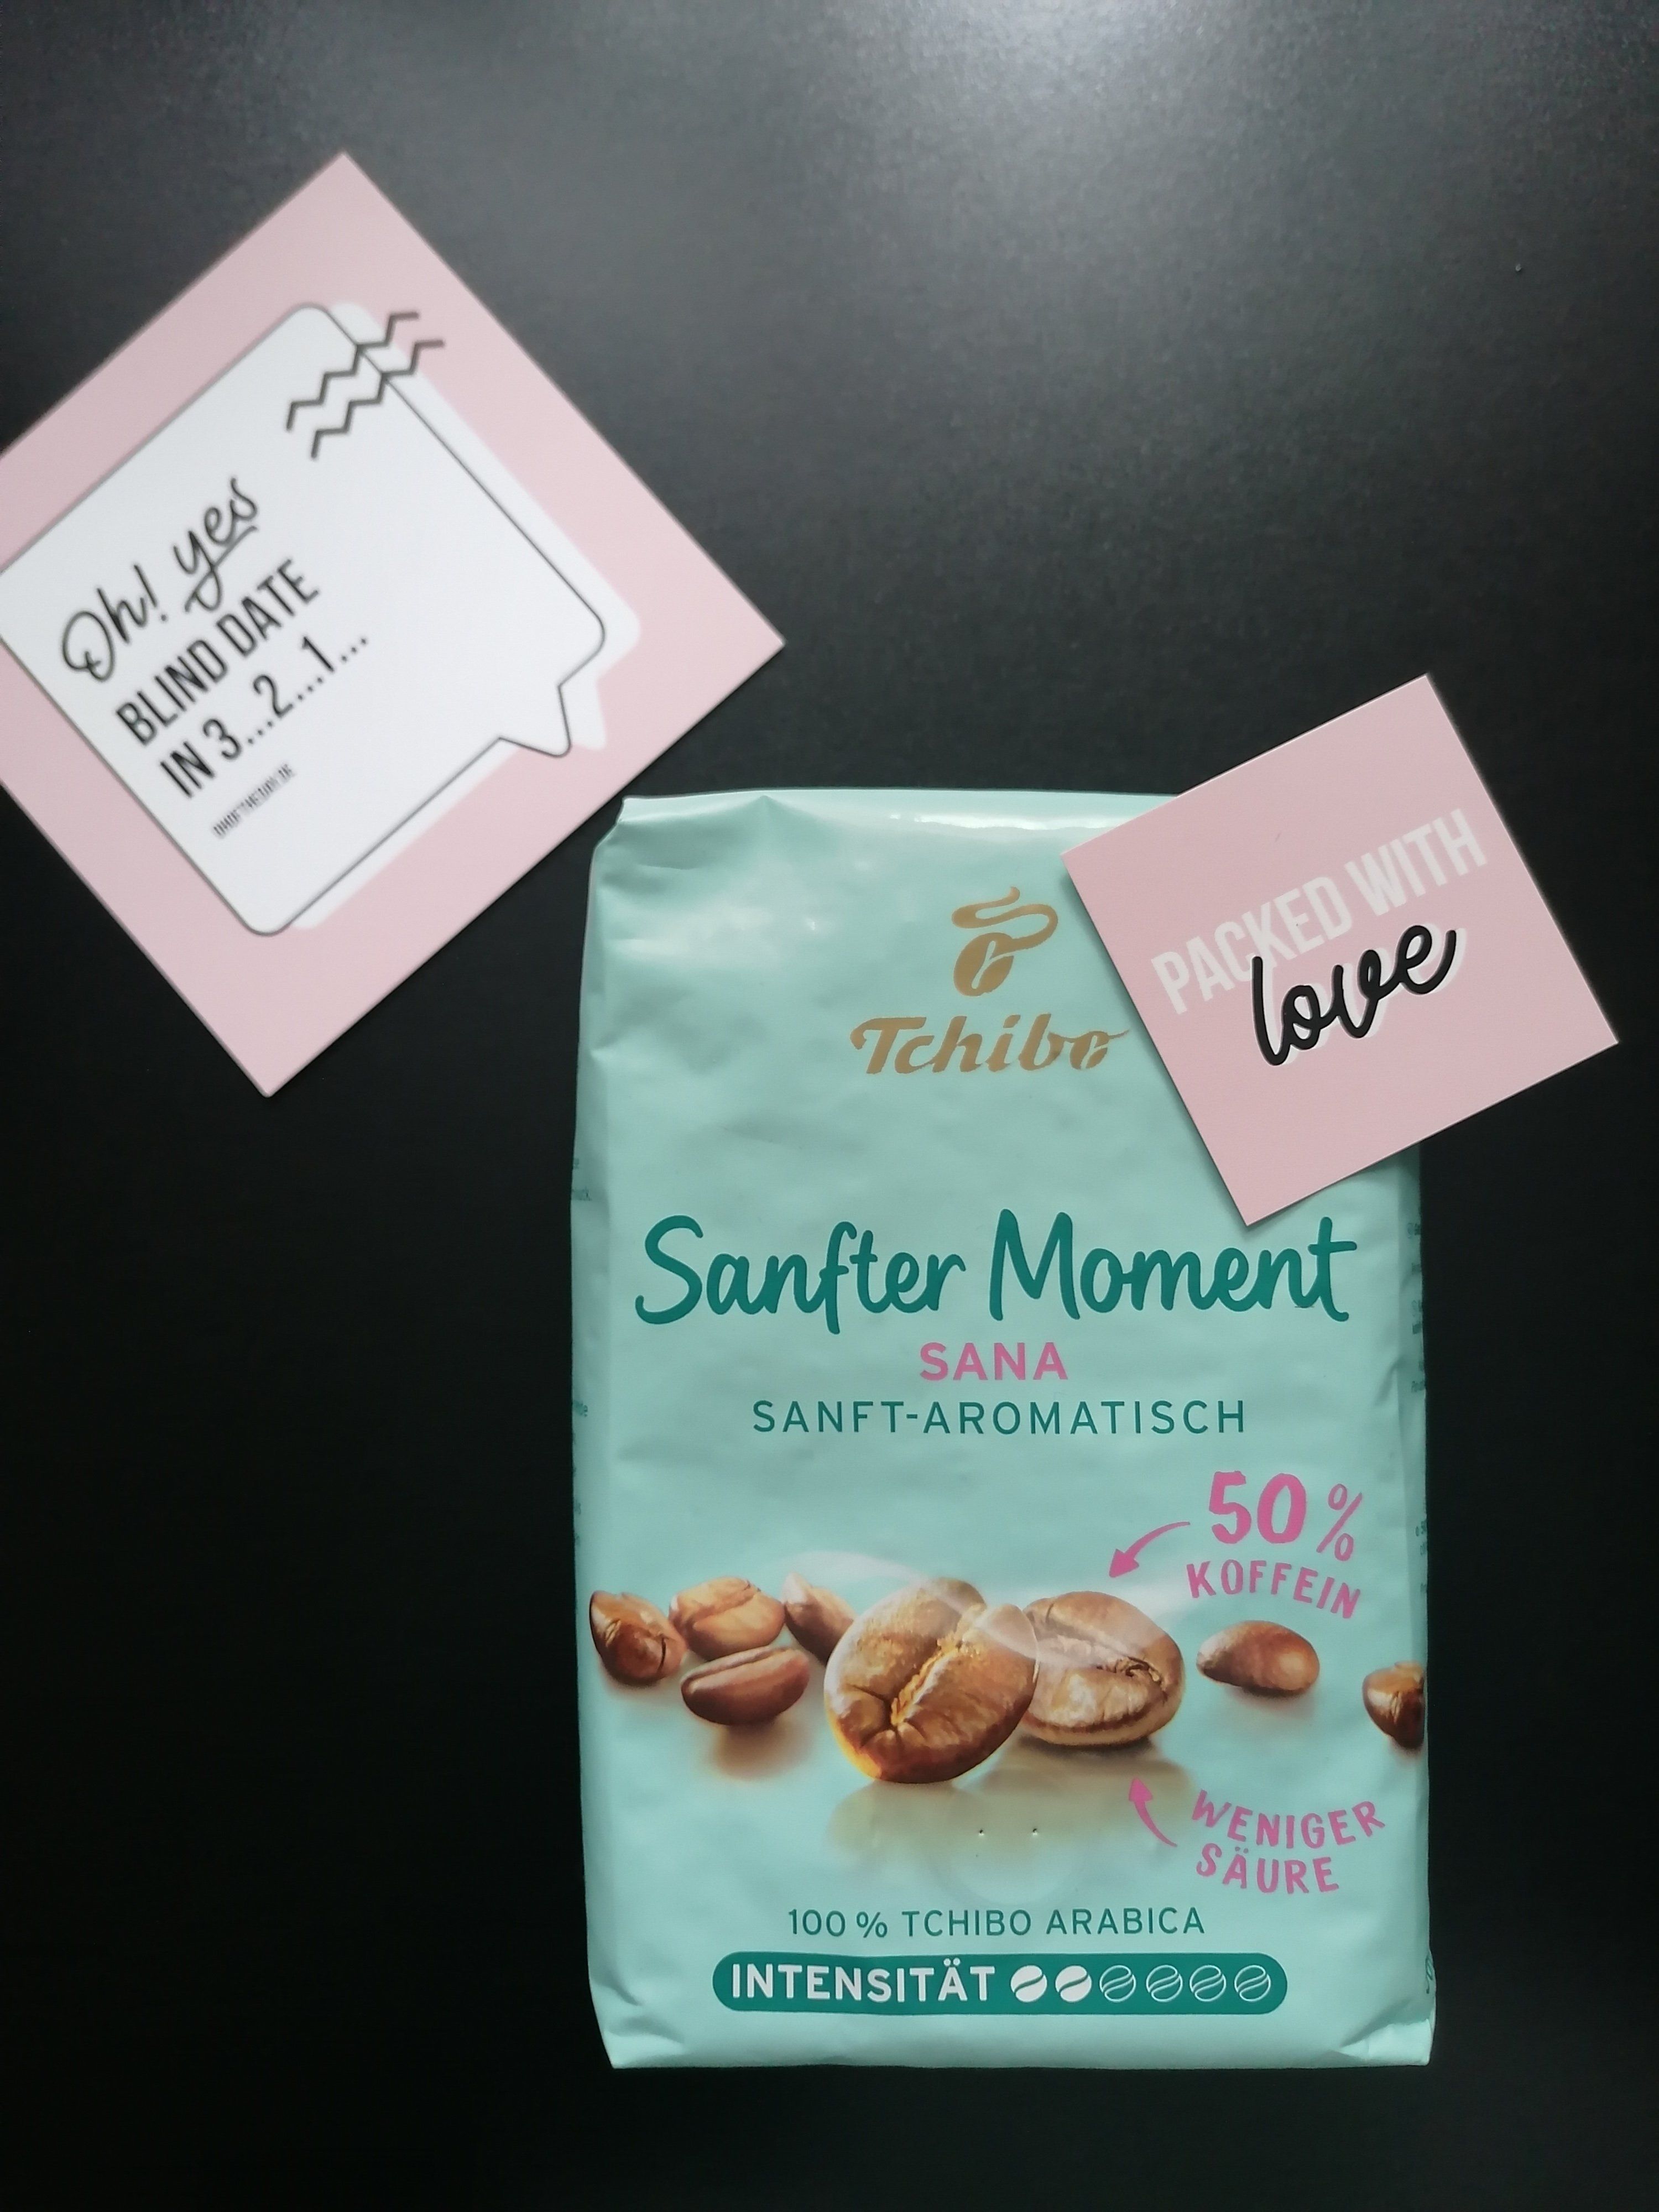 Oh! yes
BLIND DATE
IN 3...2...1...
PACKED WITH
love
Tchibo
Sanfter Moment
SANA
SANFT-AROMATISCH
50%
KOFFEIN
WENIGER
SÄURE
100 % TCHIBO ARABICA
INTENSITÄT